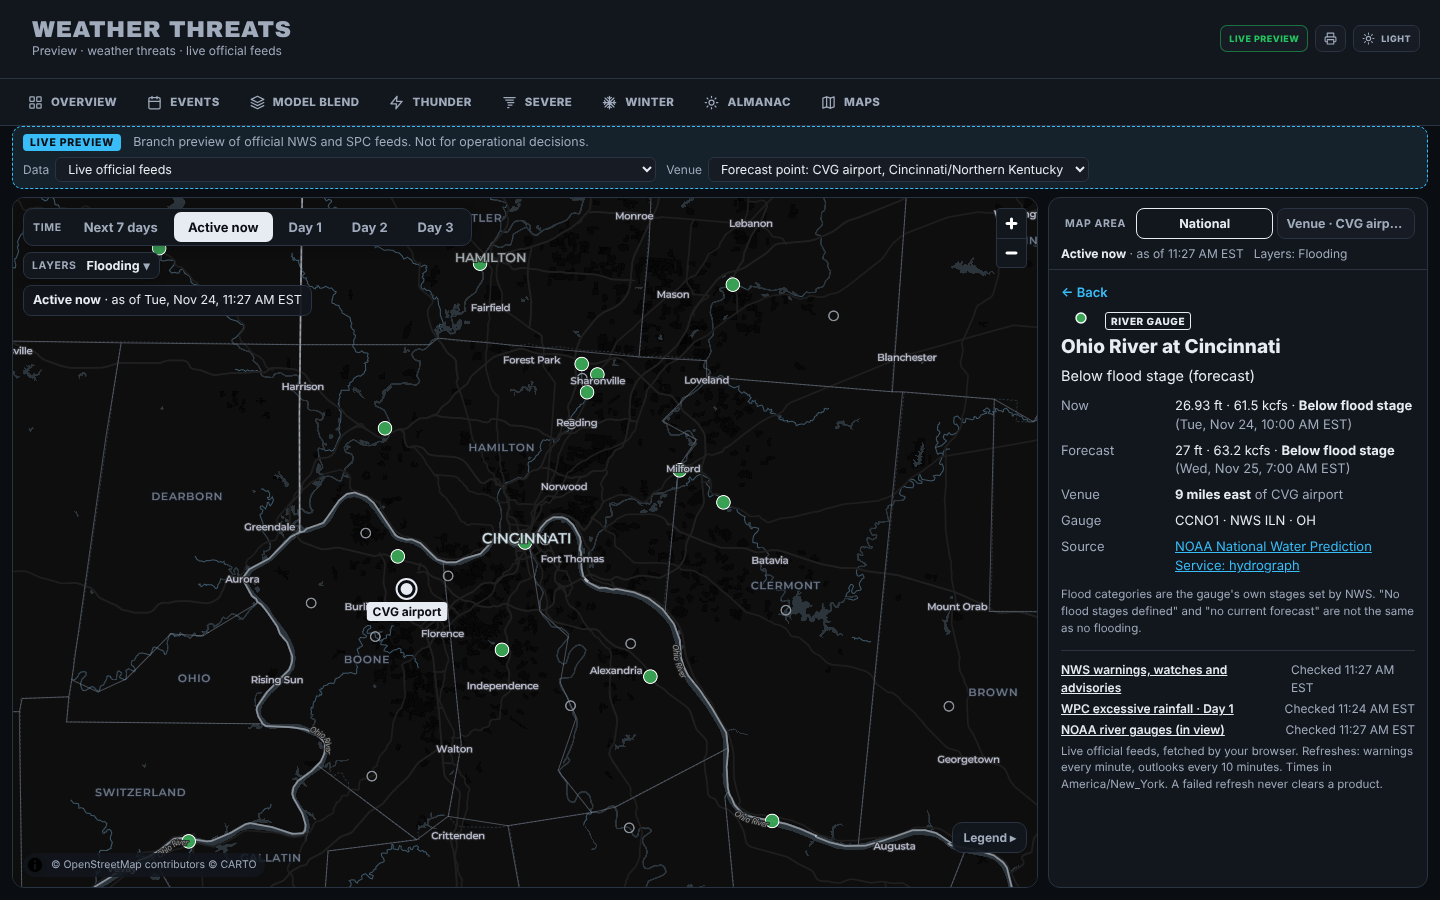 WEATHER THREATS
Preview · weather threats · live official feeds
LIVE PREVIEW
LIGHT
OVERVIEW
EVENTS
MODEL BLEND
THUNDER
SEVERE
WINTER
ALMANAC
MAPS
LIVE PREVIEW Branch preview of official NWS and SPC feeds. Not for operational decisions.
Data Live official feeds Venue Forecast point: CVG airport, Cincinnati/Northern Kentucky
TIME Next 7 days Active now Day 1 Day 2 Day 3
LAYERS Flooding ▾
Active now · as of Tue, Nov 24, 11:27 AM EST
+
−
TLER
Monroe
Lebanon
HAMILTON
Mason
Fairfield
ville
Forest Park
Blanchester
Sharonville
Loveland
Harrison
Reading
HAMILTON
Milford
Norwood
DEARBORN
Greendale
CINCINNATI
Fort Thomas
Batavia
Aurora
CLERMONT
Burli
CVG airport
Mount Orab
Florence
BOONE
Ohio River
Alexandria
OHIO
Rising Sun
Independence
BROWN
Ohio River
Walton
Georgetown
SWITZERLAND
Ohio River
Crittenden
Augusta
LATIN
Legend ▸
© OpenStreetMap contributors © CARTO
MAP AREA National Venue · CVG airp...
Active now · as of 11:27 AM EST Layers: Flooding
← Back
RIVER GAUGE
Ohio River at Cincinnati
Below flood stage (forecast)
Now 26.93 ft · 61.5 kcfs · Below flood stage
(Tue, Nov 24, 10:00 AM EST)
Forecast 27 ft · 63.2 kcfs · Below flood stage
(Wed, Nov 25, 7:00 AM EST)
Venue 9 miles east of CVG airport
Gauge CCNO1 · NWS ILN · OH
Source NOAA National Water Prediction
Service: hydrograph
Flood categories are the gauge's own stages set by NWS. "No
flood stages defined" and "no current forecast" are not the same
as no flooding.
NWS warnings, watches and
advisories
Checked 11:27 AM
EST
WPC excessive rainfall · Day 1 Checked 11:24 AM EST
NOAA river gauges (in view) Checked 11:27 AM EST
Live official feeds, fetched by your browser. Refreshes: warnings
every minute, outlooks every 10 minutes. Times in
America/New_York. A failed refresh never clears a product.